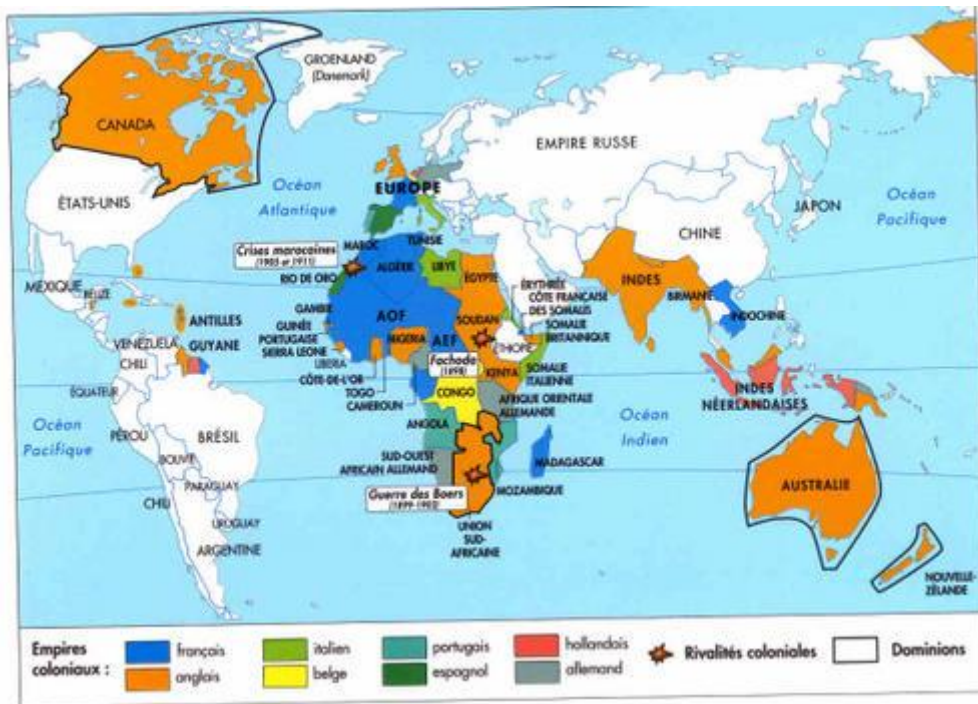 GROENLAND
(Danemark)
CANADA
EMPIRE RUSSE
EUROPE
Océan
Atlantique
ÉTATS-UNIS
JAPON
Océan
Pacifique
CHINE
Crises marocaines
(1905 et 1911)
MAROC
TUNISIE
ALGÉRIE
LIBYE
ÉGYPTE
RIO DE ORO
INDES
MEXIQUE
BELIZE
BIRMANIE
INDOCHINE
ÉRYTHRÉE
CÔTE FRANÇAISE
DES SOMALIS
SOMALIE
BRITANNIQUE
GAMBIE
AOF
SOUDAN
ANTILLES
GUINÉE
PORTUGAISE
SIERRA LEONE
NIGERIA
AEF
ÉTHIOPIE
VENEZUELA
GUYANE
LIBERIA
Fachoda
(1898)
KENYA
SOMALIE
ITALIENNE
CHILI
CÔTE-DE-L'OR
TOGO
CAMEROUN
CONGO
AFRIQUE ORIENTALE
ALLEMANDE
INDES
NÉERLANDAISES
ÉQUATEUR
Océan
Pacifique
PÉROU
BRÉSIL
ANGOLA
Océan
Indien
BOLIVIE
SUD-OUEST
AFRICAIN ALLEMAND
MADAGASCAR
AUSTRALIE
PARAGUAY
Guerre des Boers
(1899-1902)
MOZAMBIQUE
CHILI
URUGUAY
UNION
SUD-
AFRICAINE
ARGENTINE
NOUVELLE-
ZÉLANDE
Empires
coloniaux :
français
italien
portugais
hollandais
Rivalités coloniales
Dominions
anglais
belge
espagnol
allemand